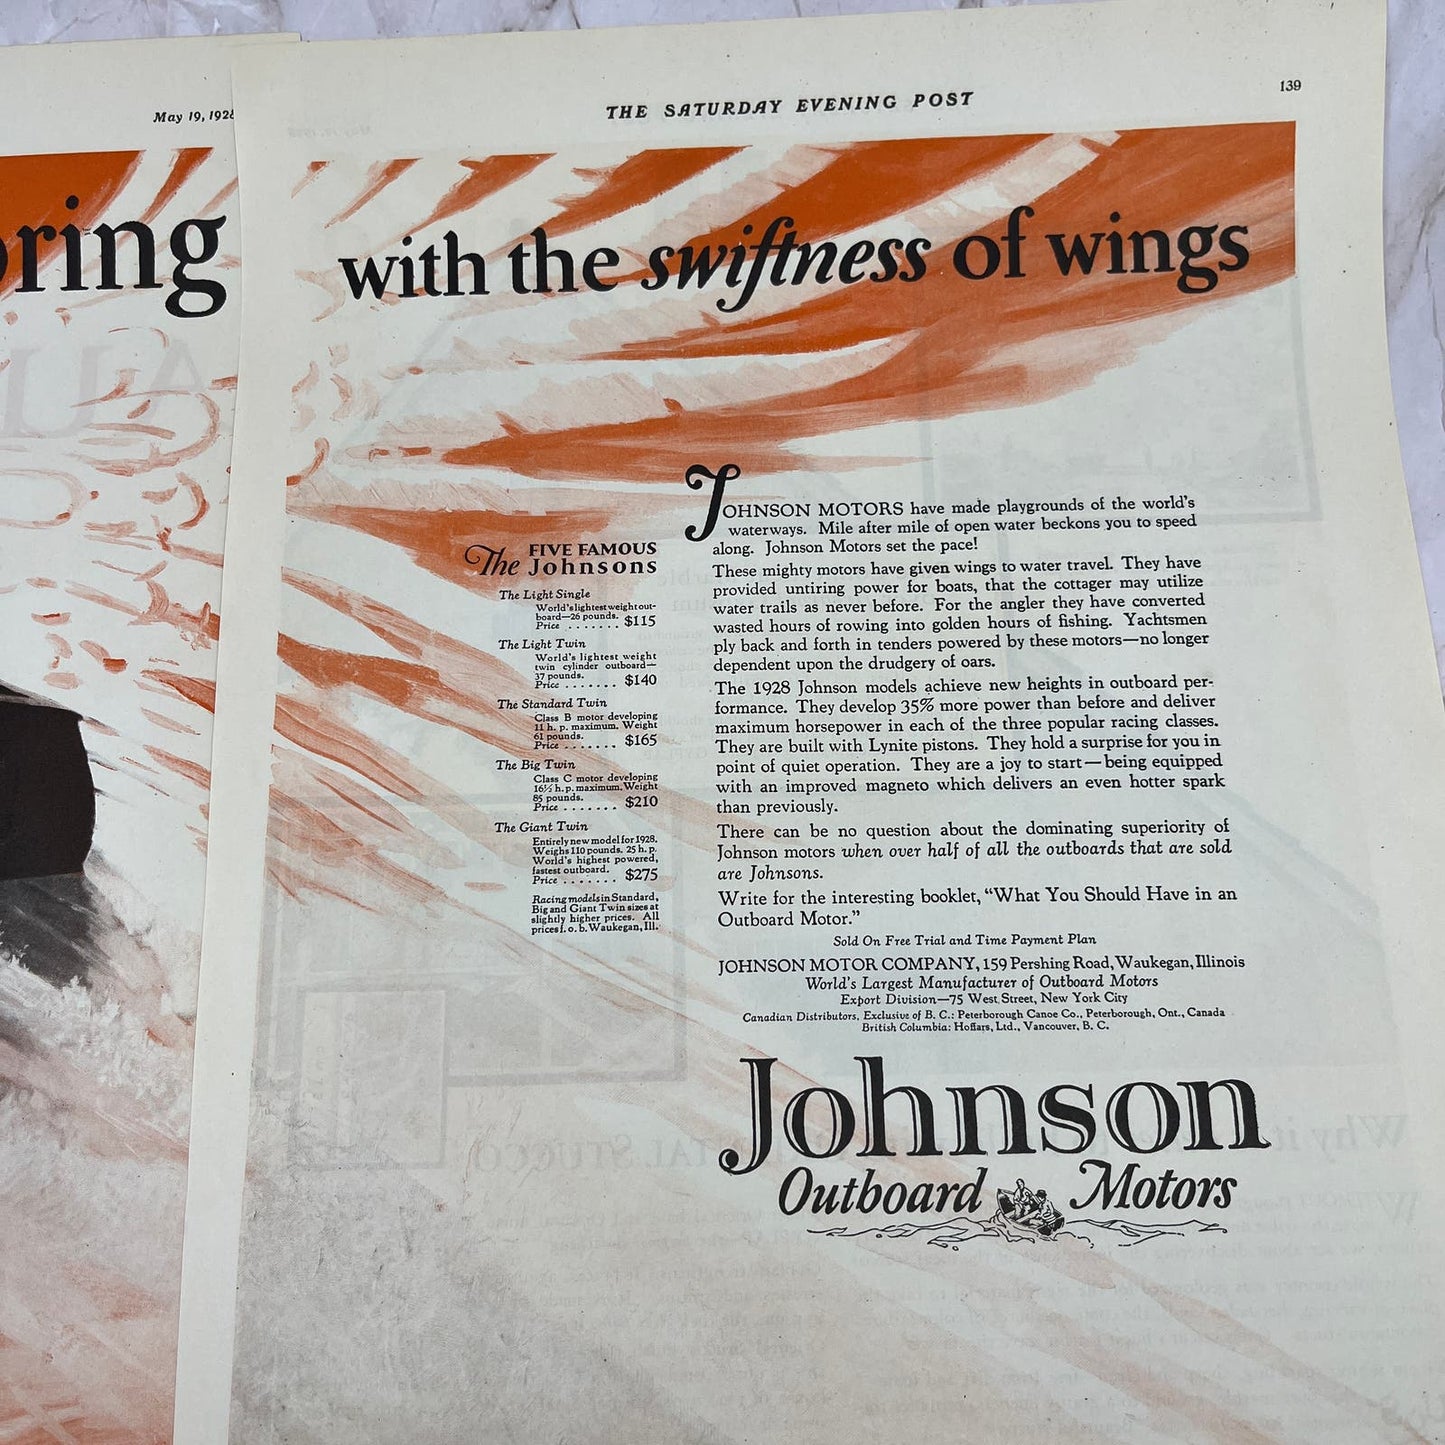 May 19, 1928
THE SATURDAY EVENING POST
139
oring
with the swiftness of wings
The FIVE FAMOUS
Johnsons
The Light Single
World's lightest weight out-
board—26 pounds.
Price . . . . . . . $115
The Light Twin
World's lightest weight
twin cylinder outboard—
37 pounds.
Price . . . . . . . $140
The Standard Twin
Class B motor developing
11 h. p. maximum. Weight
61 pounds.
Price . . . . . . . $165
The Big Twin
Class C motor developing
16½ h. p. maximum. Weight
85 pounds.
Price . . . . . . . $210
The Giant Twin
Entirely new model for 1928.
Weighs 110 pounds. 25 h. p.
World's highest powered,
fastest outboard.
Price . . . . . . . $275
Racing models in Standard,
Big and Giant Twin sizes at
slightly higher prices. All
prices f. o. b. Waukegan, Ill.
JOHNSON MOTORS have made playgrounds of the world's
waterways. Mile after mile of open water beckons you to speed
along. Johnson Motors set the pace!
These mighty motors have given wings to water travel. They have
provided untiring power for boats, that the cottager may utilize
water trails as never before. For the angler they have converted
wasted hours of rowing into golden hours of fishing. Yachtsmen
ply back and forth in tenders powered by these motors—no longer
dependent upon the drudgery of oars.
The 1928 Johnson models achieve new heights in outboard per-
formance. They develop 35% more power than before and deliver
maximum horsepower in each of the three popular racing classes.
They are built with Lynite pistons. They hold a surprise for you in
point of quiet operation. They are a joy to start—being equipped
with an improved magneto which delivers an even hotter spark
than previously.
There can be no question about the dominating superiority of
Johnson motors when over half of all the outboards that are sold
are Johnsons.
Write for the interesting booklet, "What You Should Have in an
Outboard Motor."
Sold On Free Trial and Time Payment Plan
JOHNSON MOTOR COMPANY, 159 Pershing Road, Waukegan, Illinois
World's Largest Manufacturer of Outboard Motors
Export Division—75 West Street, New York City
Canadian Distributors, Exclusive of B. C.: Peterborough Canoe Co., Peterborough, Ont., Canada
British Columbia: Hoffars, Ltd., Vancouver, B. C.
Johnson
Outboard Motors